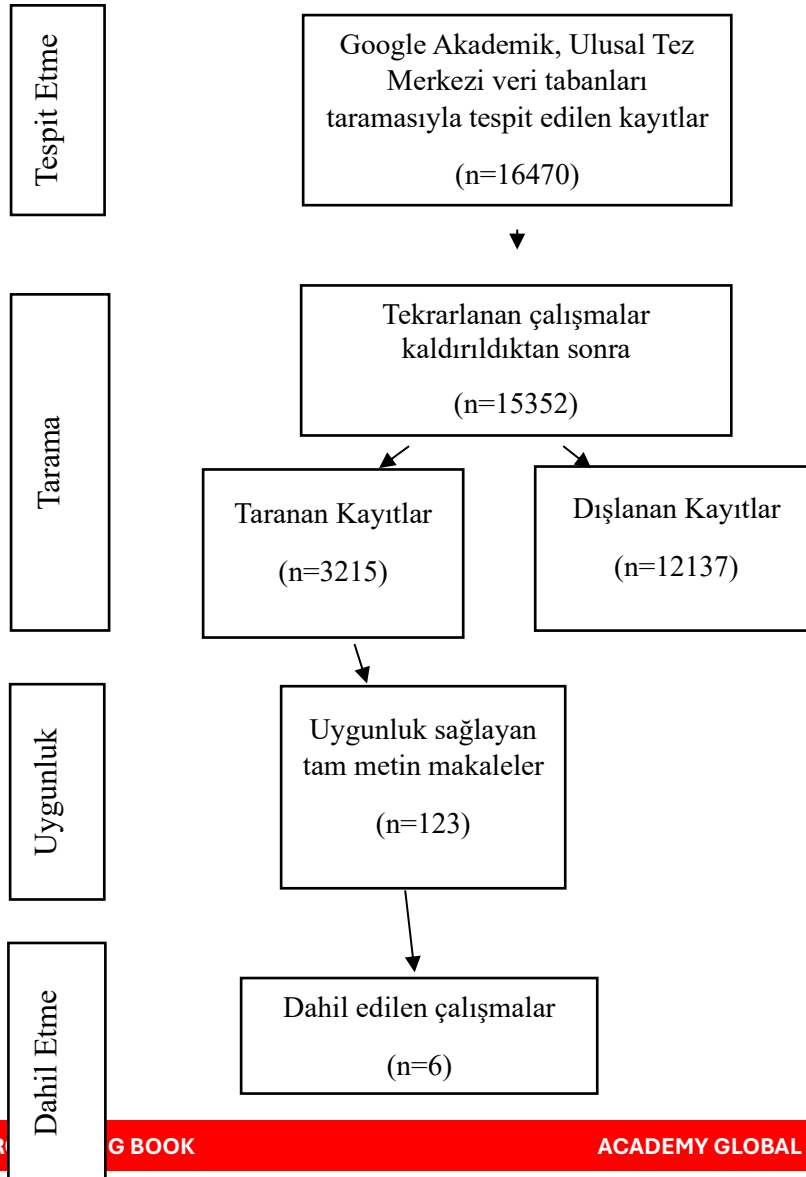 Tespit Etme
Google Akademik, Ulusal Tez
Merkezi veri tabanları
taramasıyla tespit edilen kayıtlar
(n=16470)
Tarama
Tekrarlanan çalışmalar
kaldırıldıktan sonra
(n=15352)
Taranan Kayıtlar
(n=3215)
Dışlanan Kayıtlar
(n=12137)
Uygunluk
Uygunluk sağlayan
tam metin makaleler
(n=123)
Dahil Etme
Dahil edilen çalışmalar
(n=6)
G BOOK
ACADEMY GLOBAL